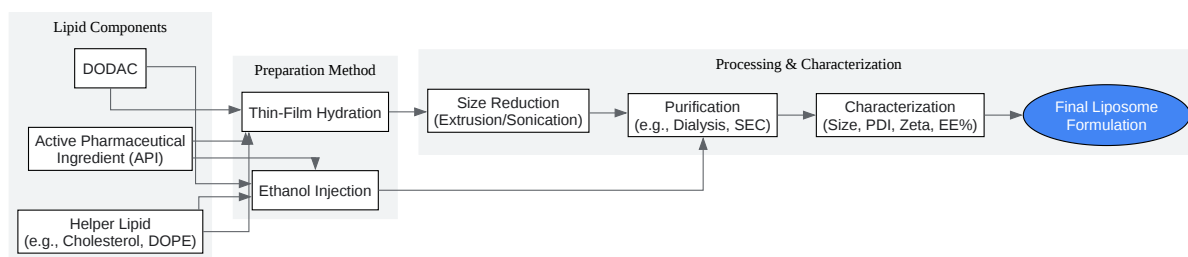 Lipid Components
DODAC
Active Pharmaceutical
Ingredient (API)
Helper Lipid
(e.g., Cholesterol, DOPE)
Preparation Method
Thin-Film Hydration
Ethanol Injection
Processing & Characterization
Size Reduction
(Extrusion/Sonication)
Purification
(e.g., Dialysis, SEC)
Characterization
(Size, PDI, Zeta, EE%)
Final Liposome
Formulation